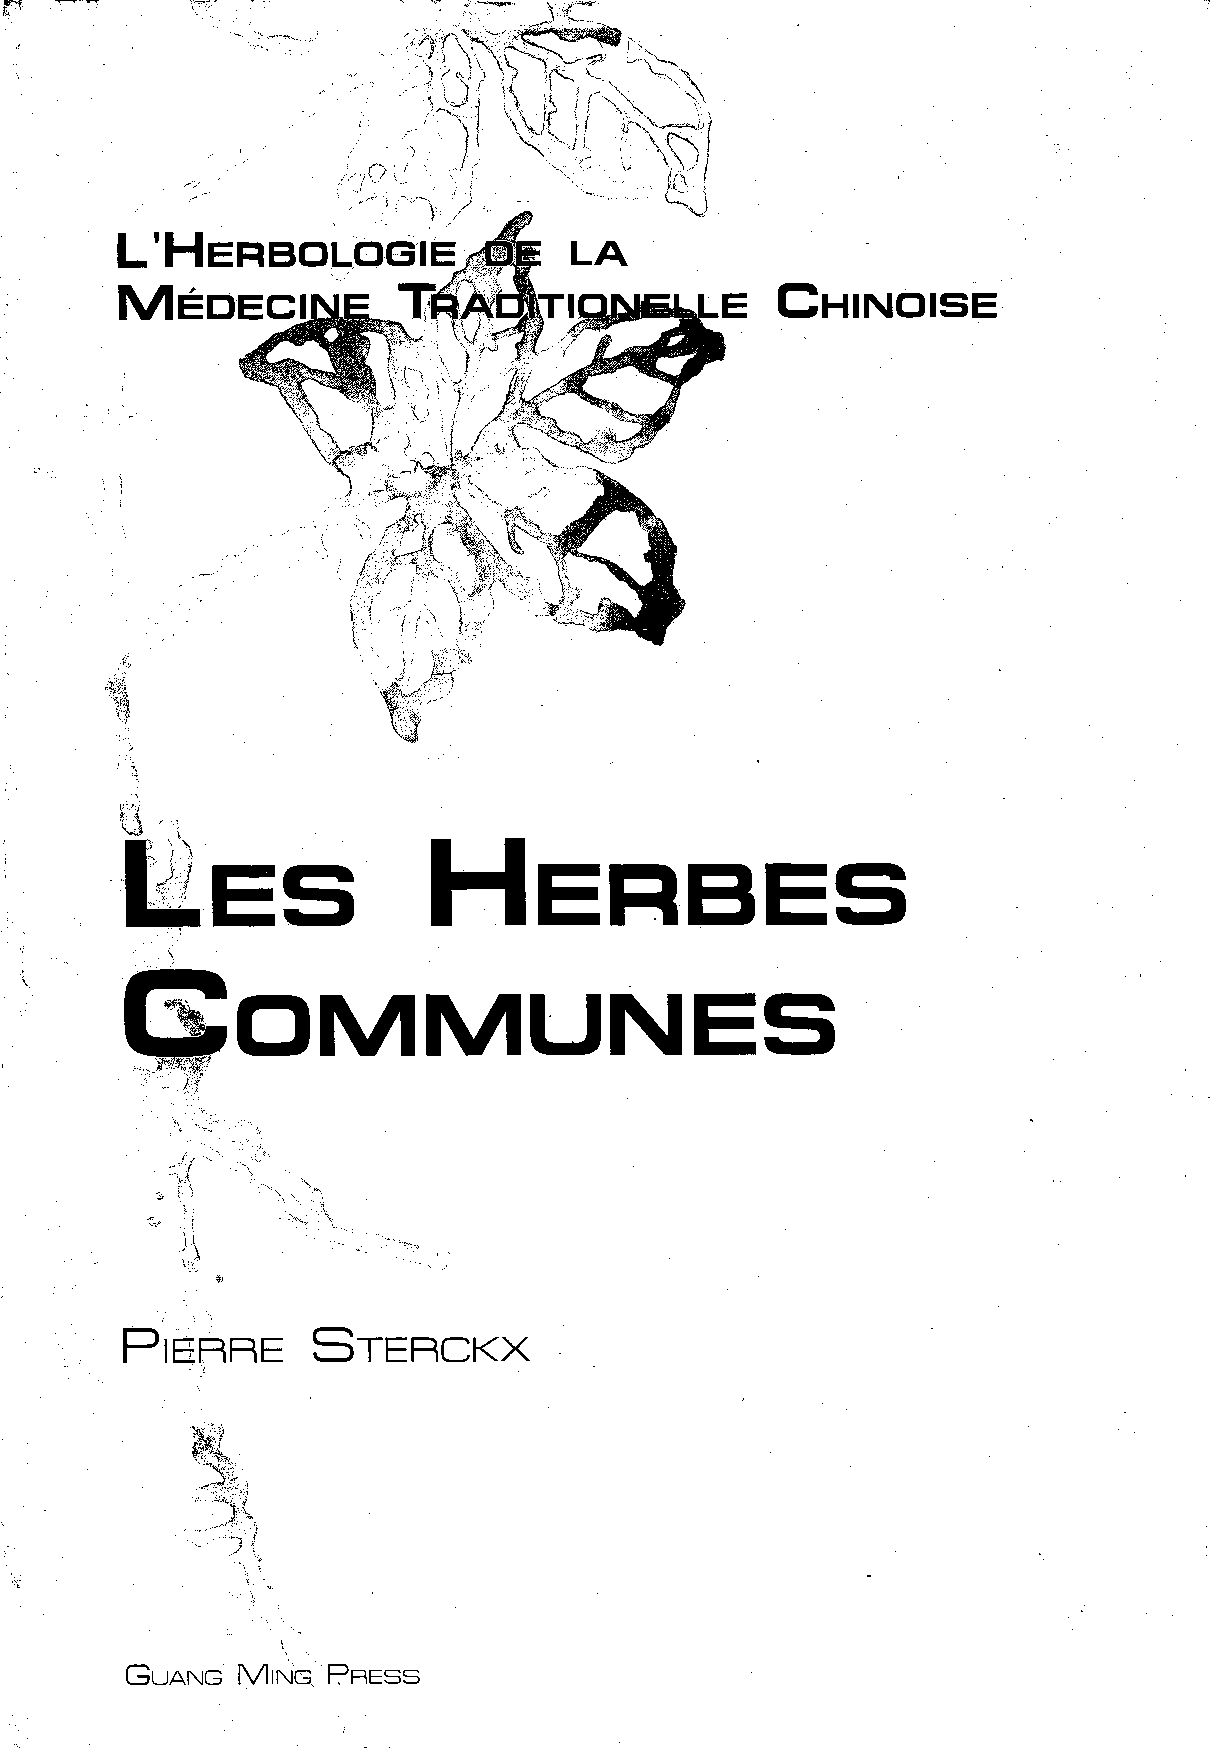 L'Herbologie de la
Médecine Traditionelle Chinoise
Les Herbes
Communes
Pierre Sterckx
Guang Ming Press